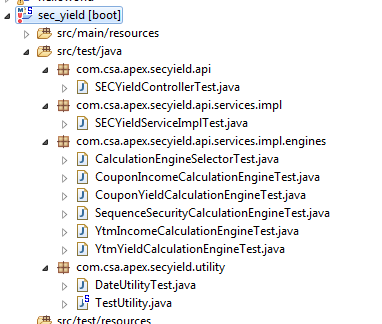 sec_yield [boot]
src/main/resources
src/test/java
com.csa.apex.secyield.api
SECYieldControllerTest.java
com.csa.apex.secyield.api.services.impl
SECYieldServiceImplTest.java
com.csa.apex.secyield.api.services.impl.engines
CalculationEngineSelectorTest.java
CouponIncomeCalculationEngineTest.java
CouponYieldCalculationEngineTest.java
SequenceSecurityCalculationEngineTest.java
YtmIncomeCalculationEngineTest.java
YtmYieldCalculationEngineTest.java
com.csa.apex.secyield.utility
DateUtilityTest.java
TestUtility.java
src/test/resources